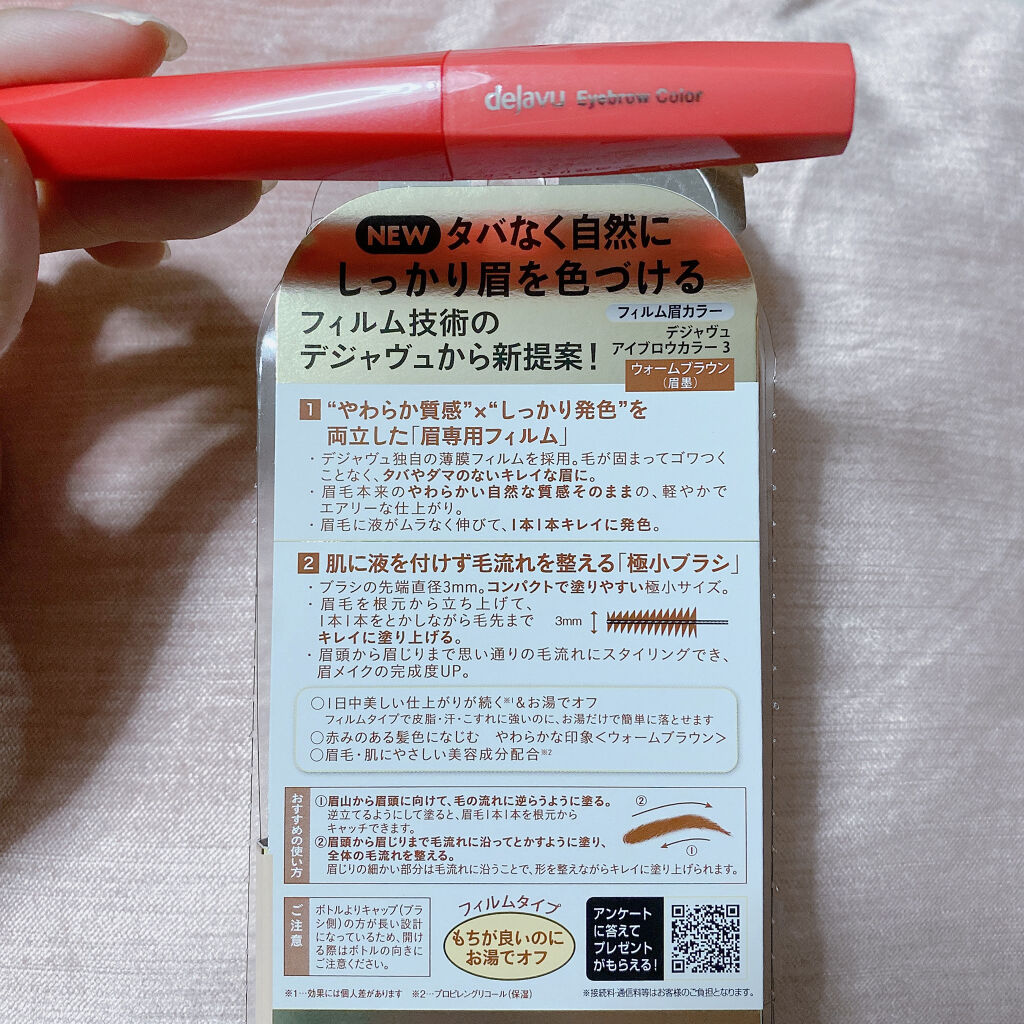 dejavu Eyebrow Color
NEW タバなく自然に
しっかり眉を色づける
フィルム技術の
デジャヴュから新提案！
フィルム眉カラー
デジャヴュ
アイブロウカラー 3
ウォームブラウン
（眉墨）
1 “やわらか質感”×“しっかり発色”を
両立した「眉専用フィルム」
・デジャヴュ独自の薄膜フィルムを採用。毛が固まってゴワつく
ことなく、タバやダマのないキレイな眉に。
・眉毛本来のやわらかい自然な質感そのままの、軽やかで
エアリーな仕上がり。
・眉毛に液がムラなく伸びて、1本1本キレイに発色。
2 肌に液を付けず毛流れを整える「極小ブラシ」
・ブラシの先端直径3mm。コンパクトで塗りやすい極小サイズ。
・眉毛を根元から立ち上げて、
1本1本をとかしながら毛先まで
キレイに塗り上げる。
3mm
・眉頭から眉じりまで思い通りの毛流れにスタイリングでき、
眉メイクの完成度UP。
○1日中美しい仕上がりが続く※1＆お湯でオフ
フィルムタイプで皮脂・汗・こすれに強いのに、お湯だけで簡単に落とせます
○赤みのある髪色になじむ やわらかな印象＜ウォームブラウン＞
○眉毛・肌にやさしい美容成分配合※2
おすすめの使い方
①眉山から眉頭に向けて、毛の流れに逆らうように塗る。
逆立てるようにして塗ると、眉毛1本1本を根元から
キャッチできます。
②眉頭から眉じりまで毛流れに沿ってとかすように塗り、
全体の毛流れを整える。
眉じりの細かい部分は毛流れに沿うことで、形を整えながらキレイに塗り上げられます。
②
①
ご注意
ボトルよりキャップ（ブラ
シ側）の方が長い設計
になっているため、開け
る際はボトルの向きに
ご注意ください。
フィルムタイプ
もちが良いのに
お湯でオフ
アンケート
に答えて
プレゼント
がもらえる！
※1…効果には個人差があります ※2…プロピレングリコール（保湿）
※接続料・通信料等はお客様のご負担となります。